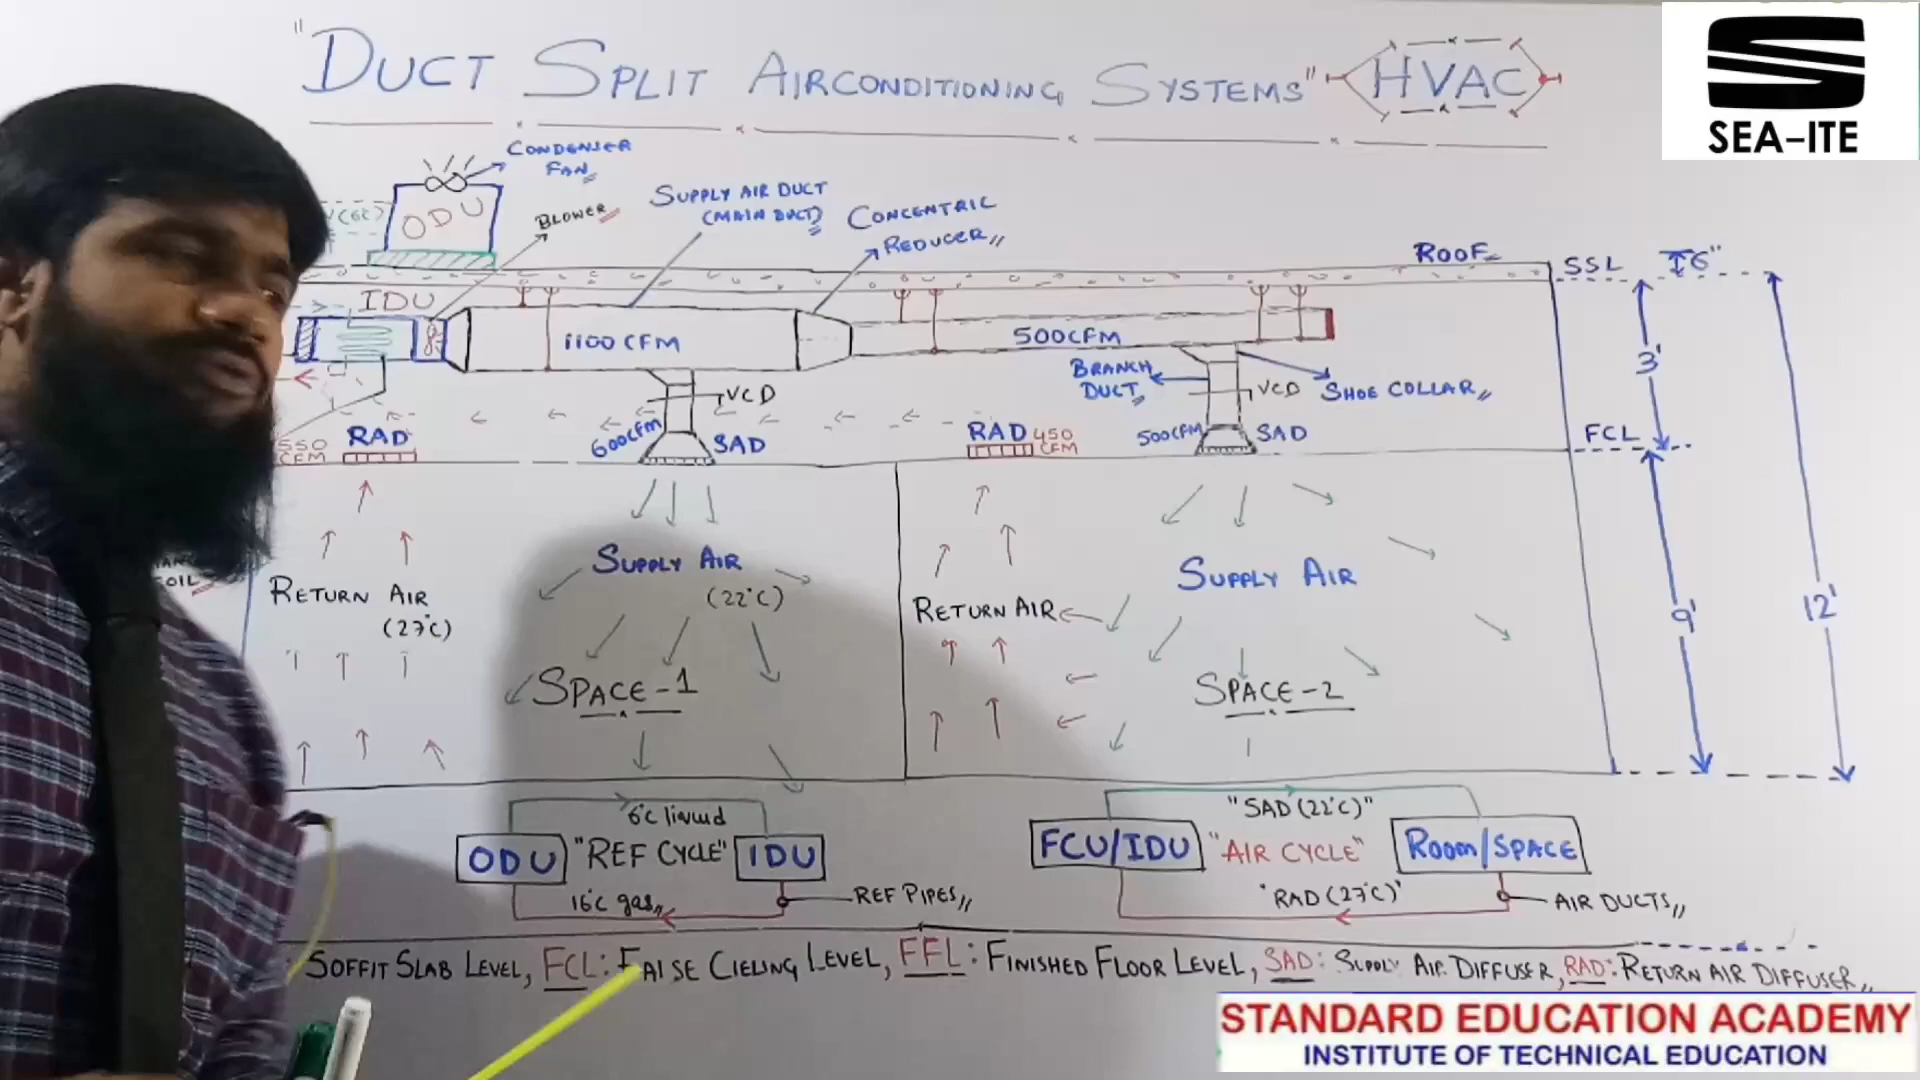 "DUCT SPLIT AIRCONDITIONING SYSTEMS" HVAC
SEA-ITE
CONDENSER
FAN
ODU
BLOWER
SUPPLY AIR DUCT
(MAIN DUCT)
CONCENTRIC
REDUCER
ROOF
SSL
6"
IDU
1100 CFM
500CFM
3'
BRANCH
DUCT
VCD
VCD
SHOE COLLAR
550
CFM
RAD
600CFM
SAD
RAD
450
CFM
500CFM
SAD
FCL
SUPPLY AIR
(22°C)
SUPPLY AIR
OIL
RETURN AIR
(27°C)
RETURN AIR
9'
12'
SPACE-1
SPACE-2
6°C liquid
ODU "REF CYCLE" IDU
16°C gas
REF PIPES
"SAD (22°C)"
FCU/IDU "AIR CYCLE" ROOM/SPACE
"RAD (27°C)"
AIR DUCTS
: SOFFIT SLAB LEVEL, FCL: FALSE CIELING LEVEL, FFL: FINISHED FLOOR LEVEL, SAD: SUPPLY AIR DIFFUSER, RAD: RETURN AIR DIFFUSER
STANDARD EDUCATION ACADEMY
INSTITUTE OF TECHNICAL EDUCATION